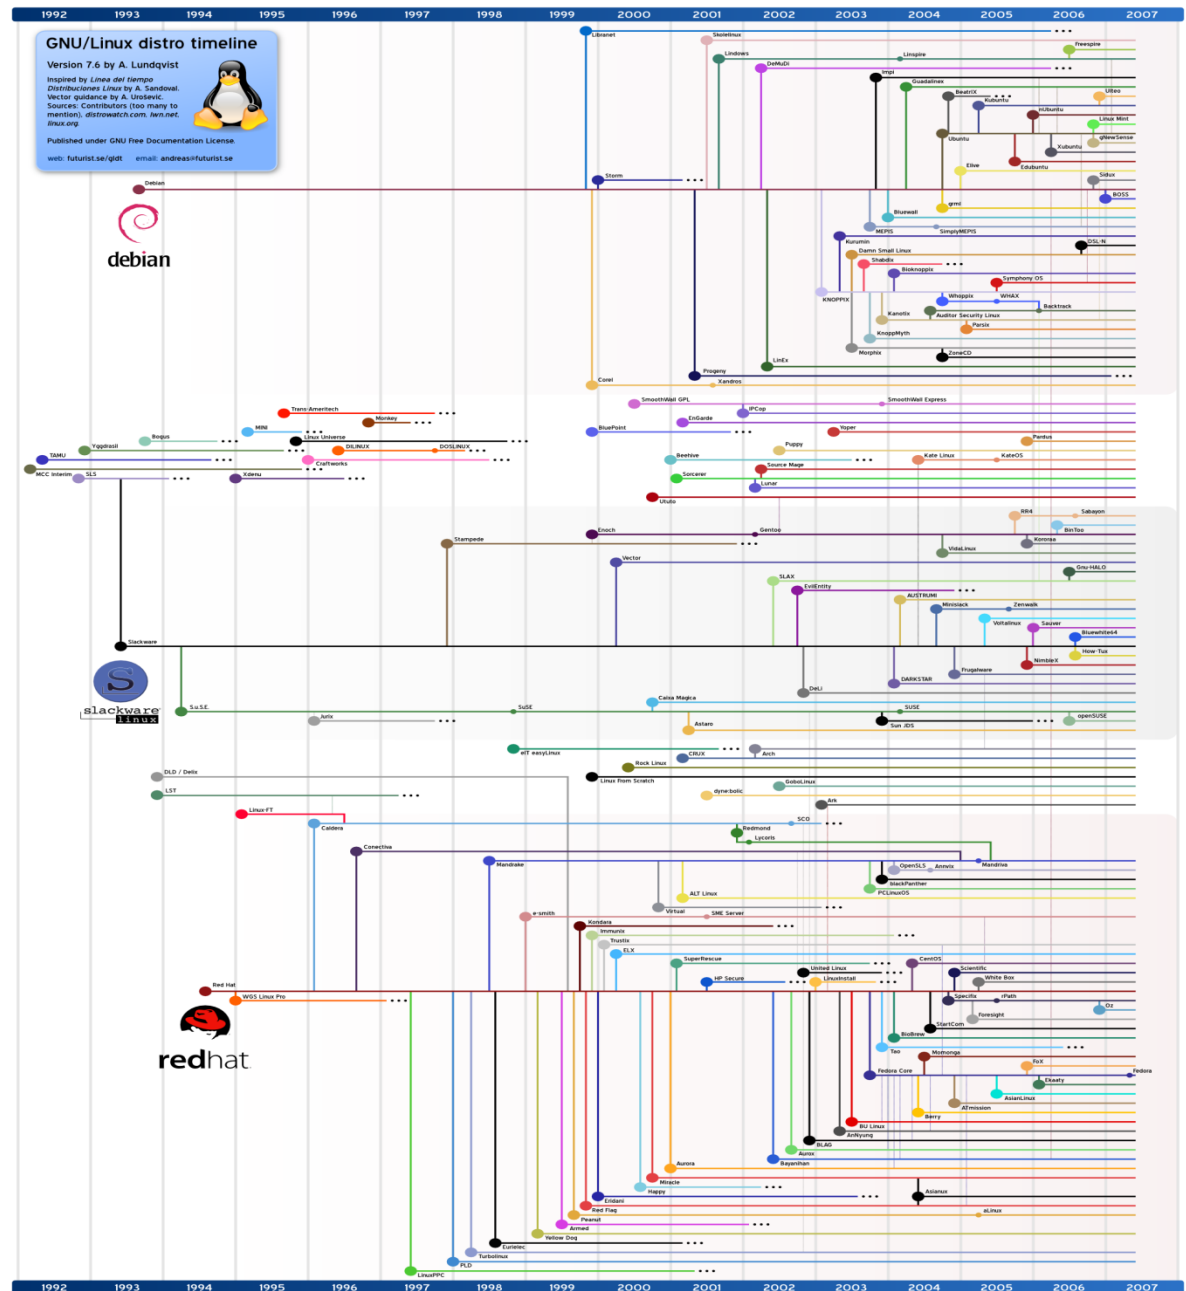 1992 1993 1994 1995 1996 1997 1998 1999 2000 2001 2002 2003 2004 2005 2006 2007
GNU/Linux distro timeline
Version 7.6 by A. Lundqvist
Inspired by Línea del tiempo
Distribuciones Linux by A. Sandoval.
Vector guidance by A. Urošević.
Sources: Contributors (too many to
mention), distrowatch.com, lwn.net,
linux.org.
Published under GNU Free Documentation License
web: futurist.se/gldt email: andreas@futurist.se
Libranet
Skolelinux
Freespire
Lindows
Linspire
DeMuDi
Impi
Guadalinex
BeatrIX
Ulteo
Kubuntu
nUbuntu
Linux Mint
Ubuntu
gNewSense
Xubuntu
Edubuntu
Elive
Storm
Sidux
Debian
BOSS
debian
grml
Bluewall
MEPIS
SimplyMEPIS
Kurumin
DSL-N
Damn Small Linux
Shabdix
Bioknoppix
Symphony OS
KNOPPIX
Whoppix
WHAX
Backtrack
Auditor Security Linux
Kanotix
Parsix
KnoppMyth
Morphix
ZoneCD
LinEx
Progeny
Corel
Xandros
SmoothWall GPL
SmoothWall Express
Trans-Ameritech
IPCop
Monkey
EnGarde
MINI
BluePoint
Yoper
Bogus
Linux Universe
Pardus
Yggdrasil
DILINUX
DOSLINUX
Puppy
TAMU
Craftworks
Beehive
Kate Linux
KateOS
MCC Interim
Source Mage
SLS
Xdenu
Sorcerer
Lunar
Ututo
RR4
Sabayon
BinToo
Enoch
Gentoo
Stampede
Kororaa
VidaLinux
Vector
Gnu-HALO
SLAX
EvilEntity
AUSTRUMI
Minislack
Zenwalk
Voltalinux
Sauver
Bluewhite64
Slackware
How-Tux
NimbleX
Frugalware
DARKSTAR
DeLi
slackware
linux
Caixa Mágica
S.u.S.E.
SuSE
SUSE
Jurix
Sun JDS
openSUSE
Astaro
eIT easyLinux
Arch
CRUX
Rock Linux
DLD / Delix
Linux From Scratch
GoboLinux
LST
dyne:bolic
Ark
Linux-FT
Caldera
SCO
Redmond
Lycoris
Conectiva
Mandrake
Mandriva
OpenSLS
Annvix
blackPanther
PCLinuxOS
ALT Linux
Virtual
e-smith
SME Server
Kondara
Immunix
Trustix
ELX
SuperRescue
CentOS
United Linux
Scientific
HP Secure
LinuxInstall
White Box
Red Hat
WGS Linux Pro
Specifix
rPath
Oz
Foresight
StartCom
BioBrew
redhat
Tao
Momonga
FoX
Fedora Core
Fedora
Ekaaty
AsianLinux
ATmission
Berry
BU Linux
AnNyung
BLAG
Aurox
Bayanihan
Aurora
Miracle
Happy
Eridani
Asianux
Red Flag
aLinux
Peanut
Armed
Yellow Dog
Eurielec
Turbolinux
PLD
LinuxPPC
1992 1993 1994 1995 1996 1997 1998 1999 2000 2001 2002 2003 2004 2005 2006 2007